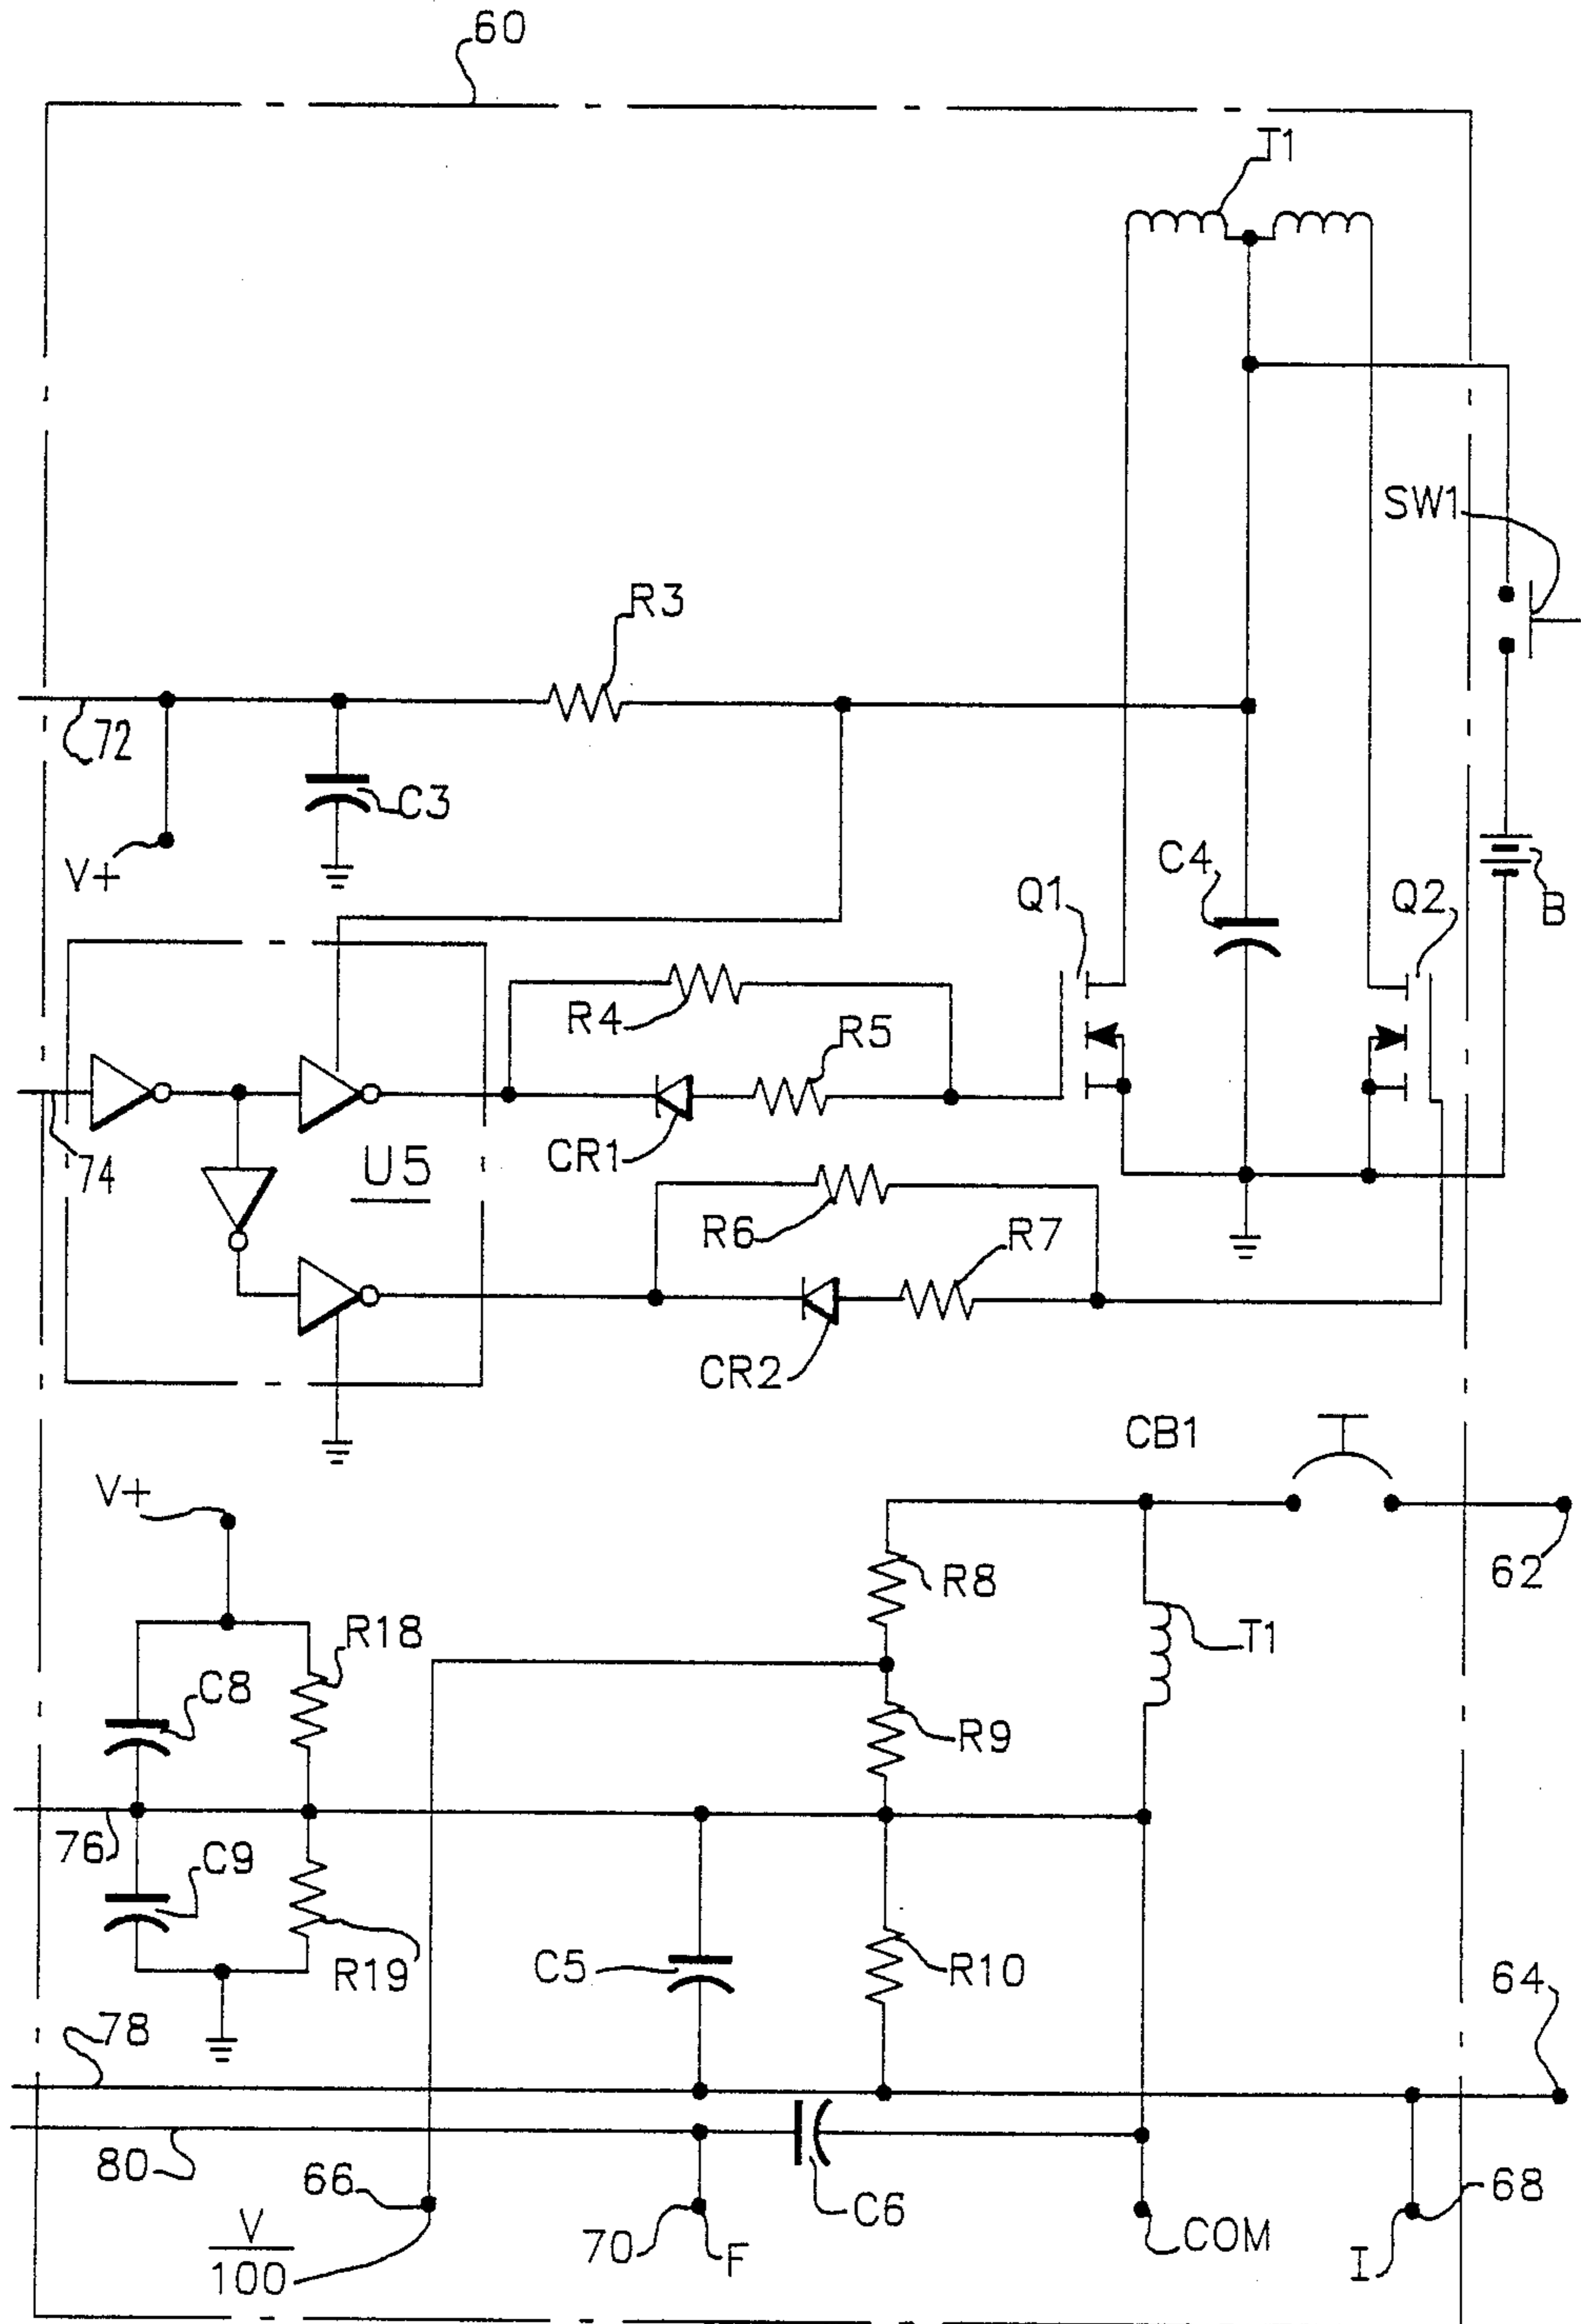 60
T1
SW1
R3
72
C3
V+
C4
Q1
Q2
B
R4
R5
74
U5
CR1
R6
R7
CR2
CB1
V+
62
R8
R18
T1
C8
R9
76
C9
C5
R10
R19
64
78
80
66
C6
68
V
100
70
F
COM
I